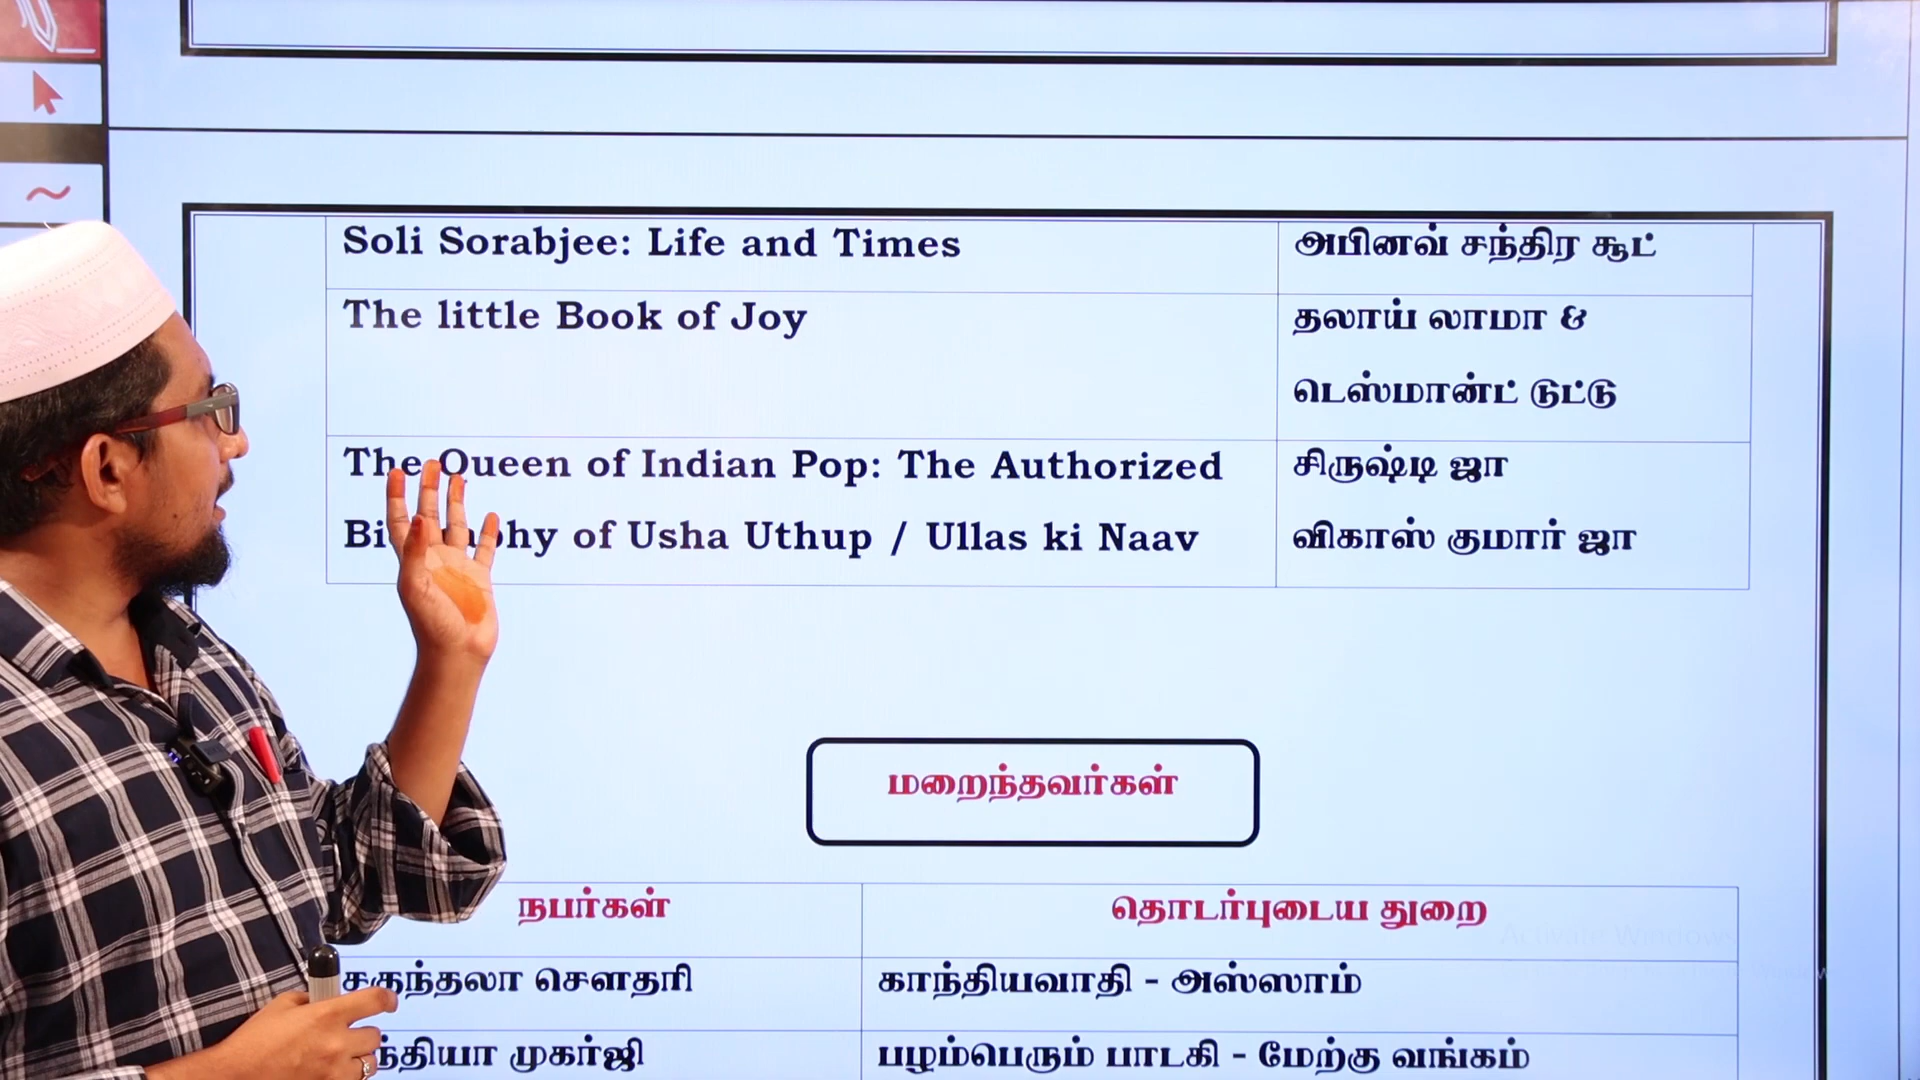 Soli Sorabjee: Life and Times
அபினவ் சந்திர சூட்
The little Book of Joy
தலாய் லாமா &
டெஸ்மான்ட் டுட்டு
The Queen of Indian Pop: The Authorized
சிருஷ்டி ஜா
of Usha Uthup / Ullas ki Naav
விகாஸ் குமார் ஜா
மறைந்தவர்கள்
நபர்கள்
தொடர்புடைய துறை
சகுந்தலா சௌதரி
காந்தியவாதி - அஸ்ஸாம்
முகர்ஜி
பழம்பெரும் பாடகி - மேற்கு வங்கம்
Activate Windows